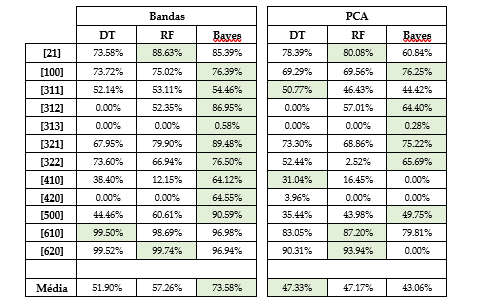 Bandas PCA
DT RF Bayes DT RF Bayes
[21] 73.58% 88.63% 85.39% 78.39% 80.08% 60.84%
[100] 73.72% 75.02% 76.39% 69.29% 69.56% 76.25%
[311] 52.14% 53.11% 54.46% 50.77% 46.43% 44.42%
[312] 0.00% 52.35% 86.95% 0.00% 57.01% 64.40%
[313] 0.00% 0.00% 0.58% 0.00% 0.00% 0.28%
[321] 67.95% 79.90% 89.48% 73.30% 68.86% 75.22%
[322] 73.60% 66.94% 76.50% 52.44% 2.52% 65.69%
[410] 38.40% 12.15% 64.12% 31.04% 16.45% 0.00%
[420] 0.00% 0.00% 64.55% 3.96% 0.00% 0.00%
[500] 44.46% 60.61% 90.59% 35.44% 43.98% 49.75%
[610] 99.50% 98.69% 96.98% 83.05% 87.20% 79.81%
[620] 99.52% 99.74% 96.94% 90.31% 93.94% 0.00%
Média 51.90% 57.26% 73.58% 47.33% 47.17% 43.06%